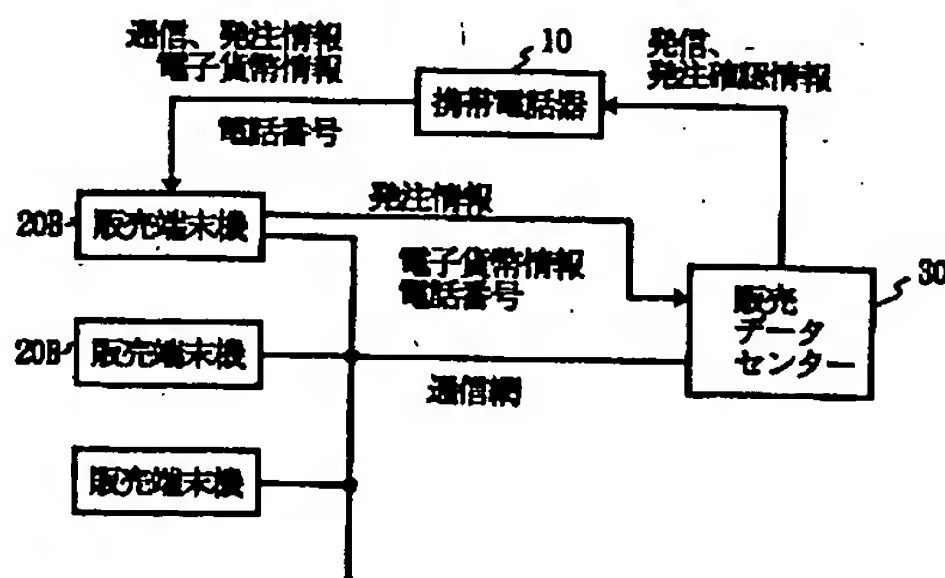 通信、発注情報
電子貨幣情報
電話番号
10
携帯電話器
発信、
発注確認情報
20B
販売端末機
発注情報
電子貨幣情報
電話番号
30
販売
データ
センター
20B
販売端末機
通信網
販売端末機